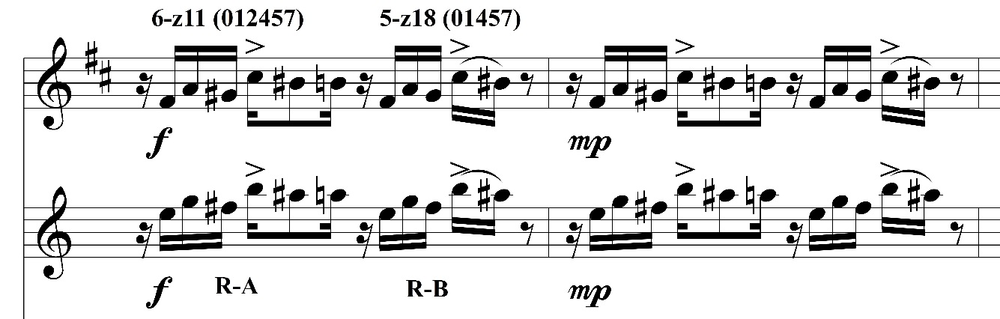 6-z11 (012457) 5-z18 (01457)
f mp
f R-A R-B mp